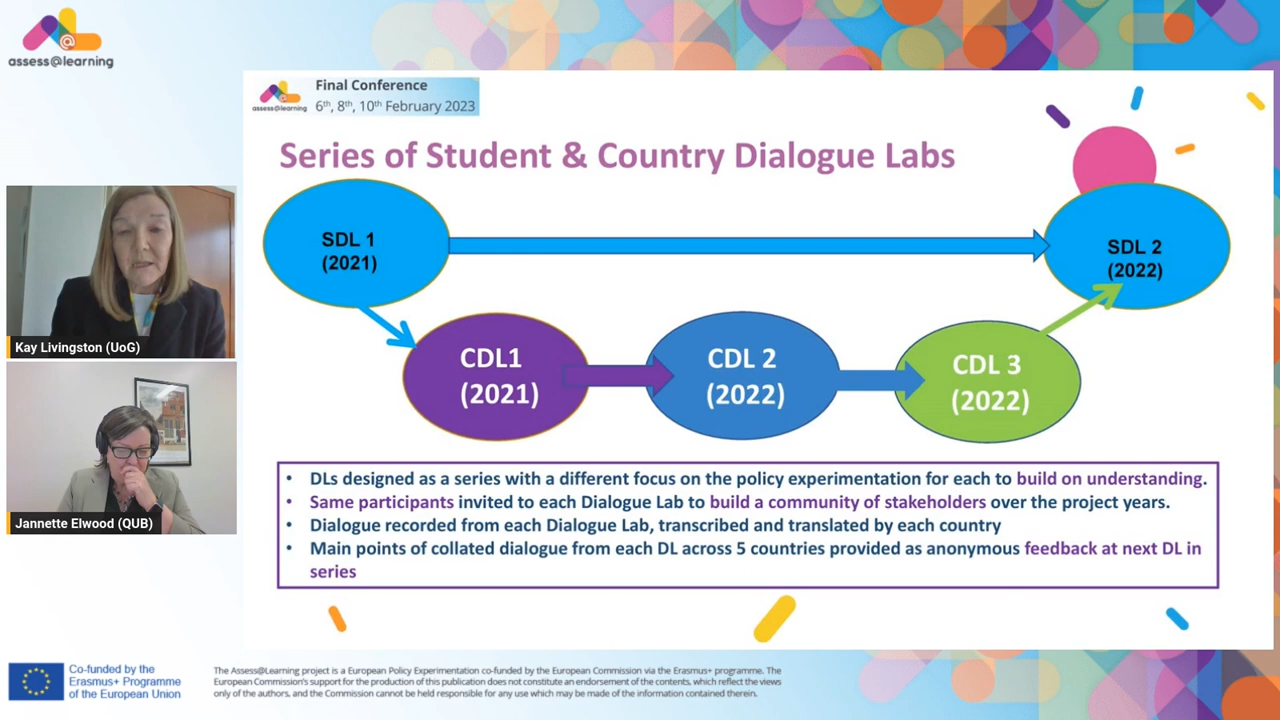 assess@learning
Final Conference
assess@learning
6th, 8th, 10th February 2023
Series of Student & Country Dialogue Labs
SDL 1
(2021)
SDL 2
(2022)
CDL1
(2021)
CDL 2
(2022)
CDL 3
(2022)
Kay Livingston (UoG)
Jannette Elwood (QUB)
• DLs designed as a series with a different focus on the policy experimentation for each to build on understanding.
• Same participants invited to each Dialogue Lab to build a community of stakeholders over the project years.
• Dialogue recorded from each Dialogue Lab, transcribed and translated by each country
• Main points of collated dialogue from each DL across 5 countries provided as anonymous feedback at next DL in
series
Co-funded by the
Erasmus+ Programme
of the European Union
The Assess@Learning project is a European Policy Experimentation co-funded by the European Commission via the Erasmus+ programme. The
European Commission's support for the production of this publication does not constitute an endorsement of the contents, which reflect the views
only of the authors, and the Commission cannot be held responsible for any use which may be made of the information contained therein.